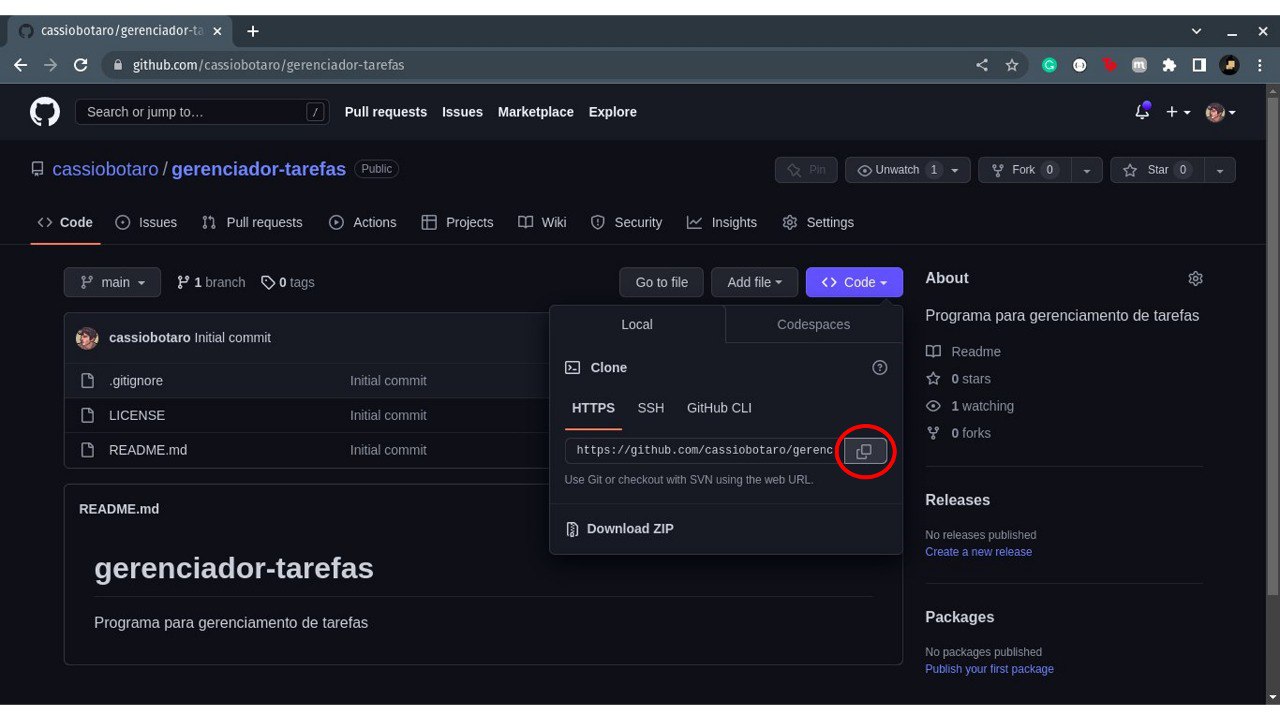 cassiobotaro/gerenciador-ta
github.com/cassiobotaro/gerenciador-tarefas
Search or jump to… / Pull requests Issues Marketplace Explore
cassiobotaro / gerenciador-tarefas Public Pin Unwatch 1 Fork 0 Star 0
Code Issues Pull requests Actions Projects Wiki Security Insights Settings
main 1 branch 0 tags Go to file Add file Code
Local Codespaces
cassiobotaro Initial commit
.gitignore Initial commit
LICENSE Initial commit
README.md Initial commit
Clone
HTTPS SSH GitHub CLI
https://github.com/cassiobotaro/gerenc
Use Git or checkout with SVN using the web URL.
Download ZIP
README.md
gerenciador-tarefas
Programa para gerenciamento de tarefas
About
Programa para gerenciamento de tarefas
Readme
0 stars
1 watching
0 forks
Releases
No releases published
Create a new release
Packages
No packages published
Publish your first package